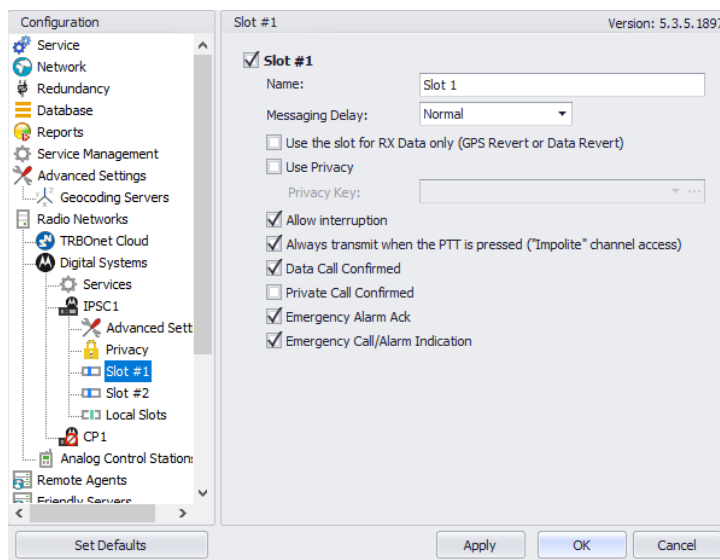 Configuration
Service
Network
Redundancy
Database
Reports
Service Management
Advanced Settings
Geocoding Servers
Radio Networks
TRBOnet Cloud
Digital Systems
Services
IPSC1
Advanced Sett
Privacy
Slot #1
Slot #2
Local Slots
CP1
Analog Control Station
Remote Agents
Friendly Servers
Set Defaults
Slot #1 Version: 5.3.5.1897
Slot #1
Name: Slot 1
Messaging Delay: Normal
Use the slot for RX Data only (GPS Revert or Data Revert)
Use Privacy
Privacy Key:
Allow interruption
Always transmit when the PTT is pressed ("Impolite" channel access)
Data Call Confirmed
Private Call Confirmed
Emergency Alarm Ack
Emergency Call/Alarm Indication
Apply OK Cancel